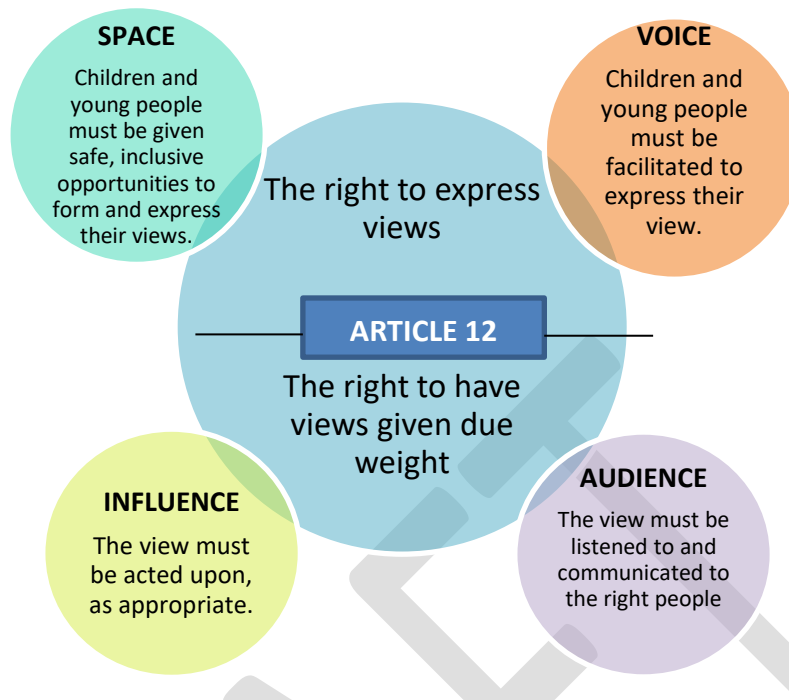 SPACE
Children and
young people
must be given
safe, inclusive
opportunities to
form and express
their views.
VOICE
Children and
young people
must be
facilitated to
express their
view.
The right to express
views
ARTICLE 12
The right to have
views given due
weight
INFLUENCE
The view must
be acted upon,
as appropriate.
AUDIENCE
The view must be
listened to and
communicated to
the right people